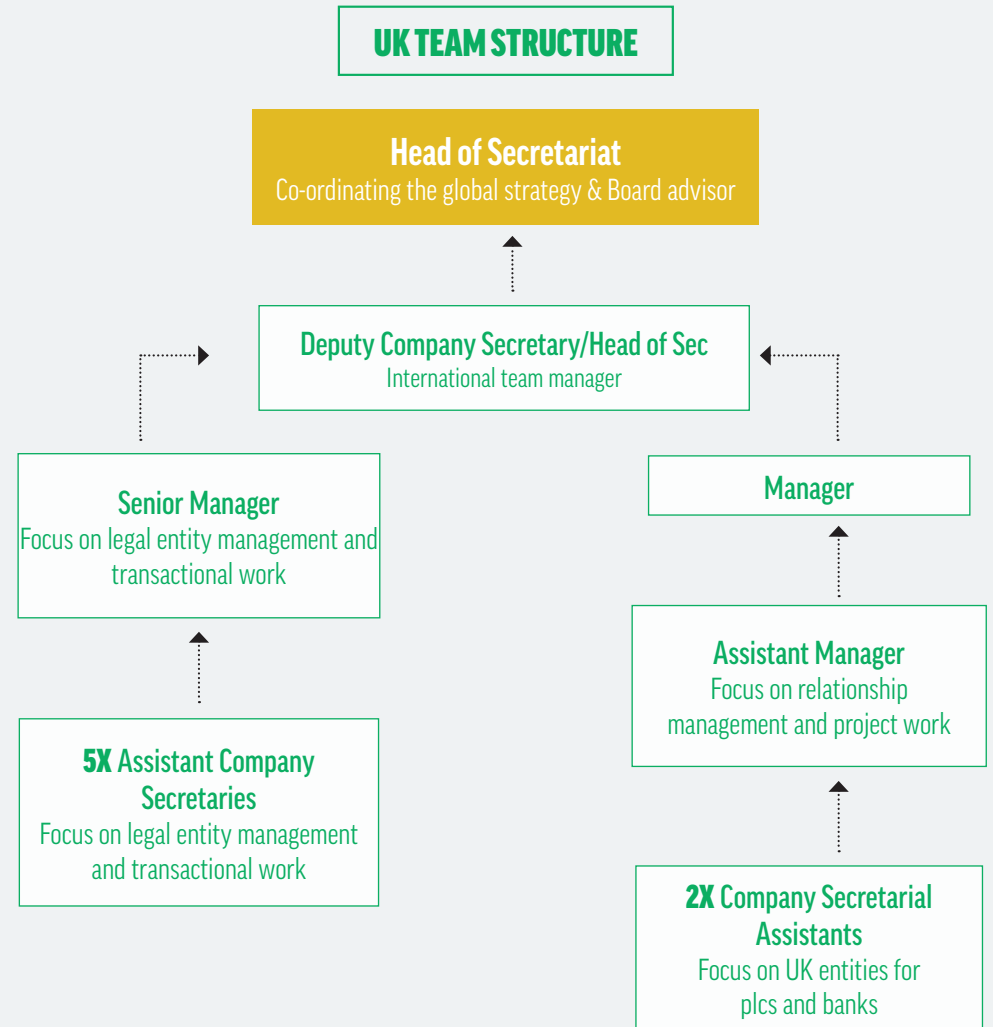 UK TEAM STRUCTURE
Head of Secretariat
Co-ordinating the global strategy & Board advisor
Deputy Company Secretary/Head of Sec
International team manager
Senior Manager
Focus on legal entity management and
transactional work
Manager
Assistant Manager
Focus on relationship
management and project work
5X Assistant Company
Secretaries
Focus on legal entity management
and transactional work
2X Company Secretarial
Assistants
Focus on UK entities for
plcs and banks